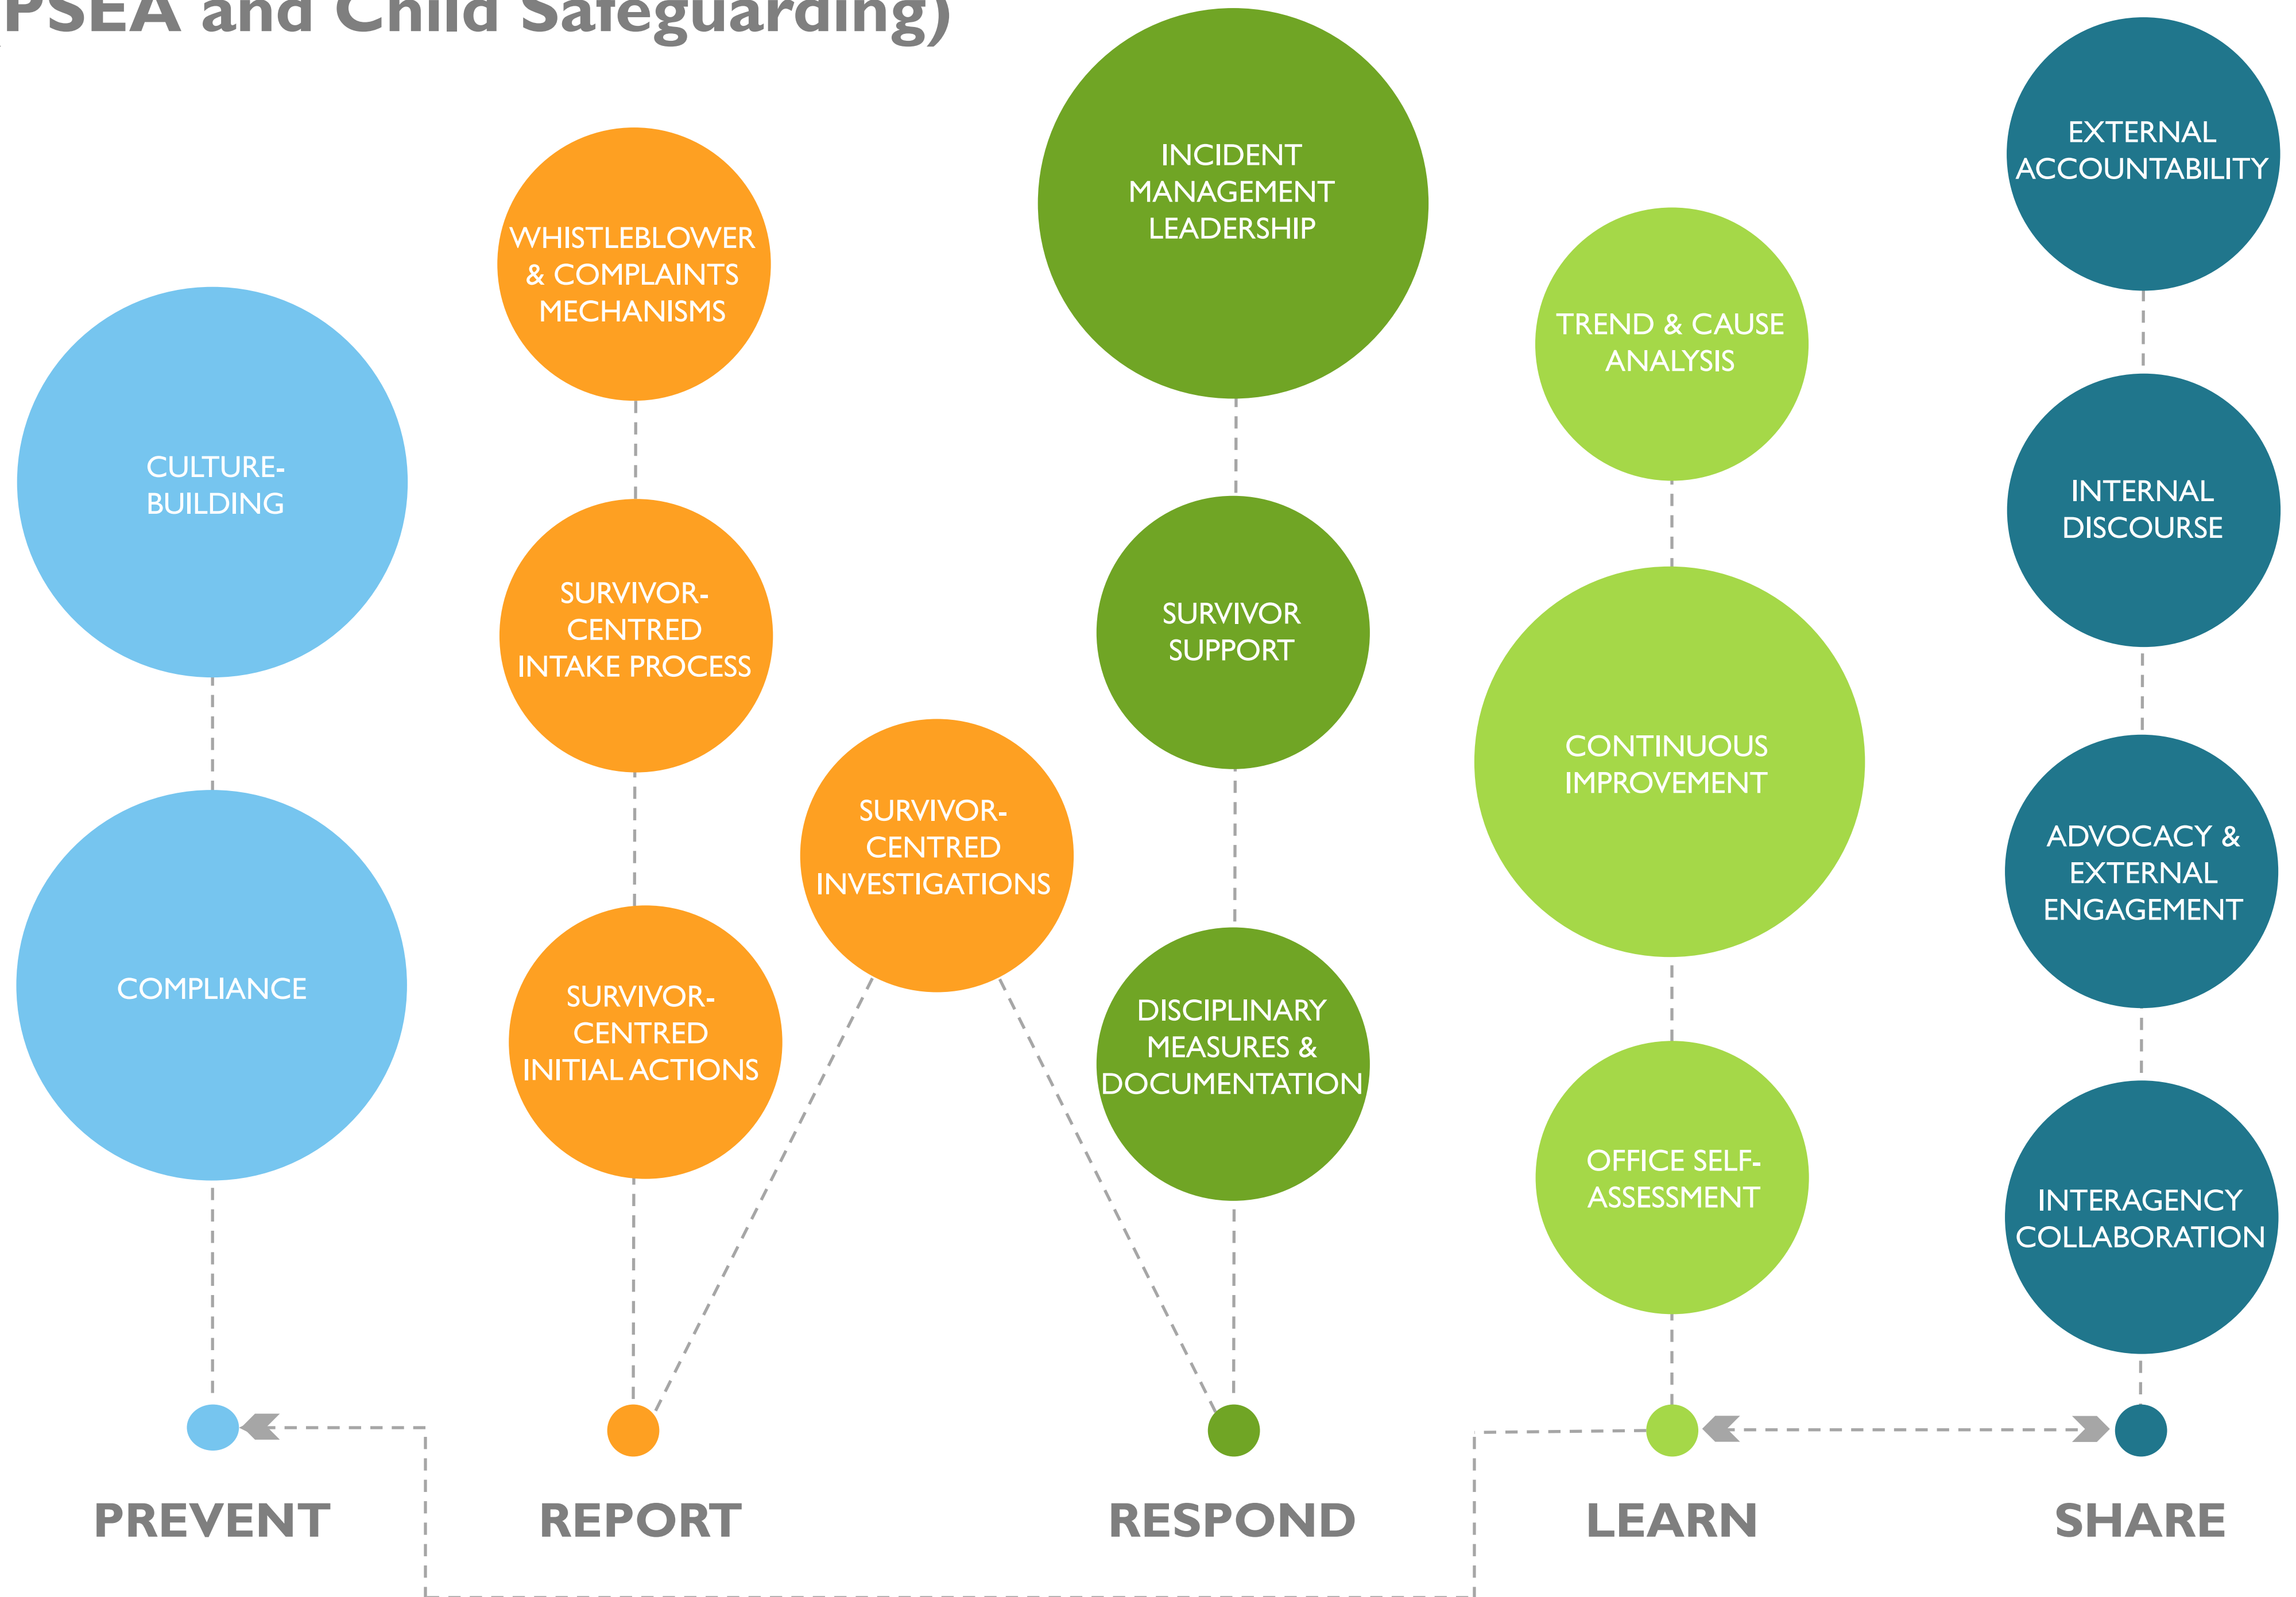 (PSEA and Child Safeguarding)
CULTURE-
BUILDING
COMPLIANCE
WHISTLEBLOWER
& COMPLAINTS
MECHANISMS
SURVIVOR-
CENTRED
INTAKE PROCESS
SURVIVOR-
CENTRED
INITIAL ACTIONS
SURVIVOR-
CENTRED
INVESTIGATIONS
INCIDENT
MANAGEMENT
LEADERSHIP
SURVIVOR
SUPPORT
DISCIPLINARY
MEASURES &
DOCUMENTATION
TREND & CAUSE
ANALYSIS
CONTINUOUS
IMPROVEMENT
OFFICE SELF-
ASSESSMENT
EXTERNAL
ACCOUNTABILITY
INTERNAL
DISCOURSE
ADVOCACY &
EXTERNAL
ENGAGEMENT
INTERAGENCY
COLLABORATION
PREVENT
REPORT
RESPOND
LEARN
SHARE